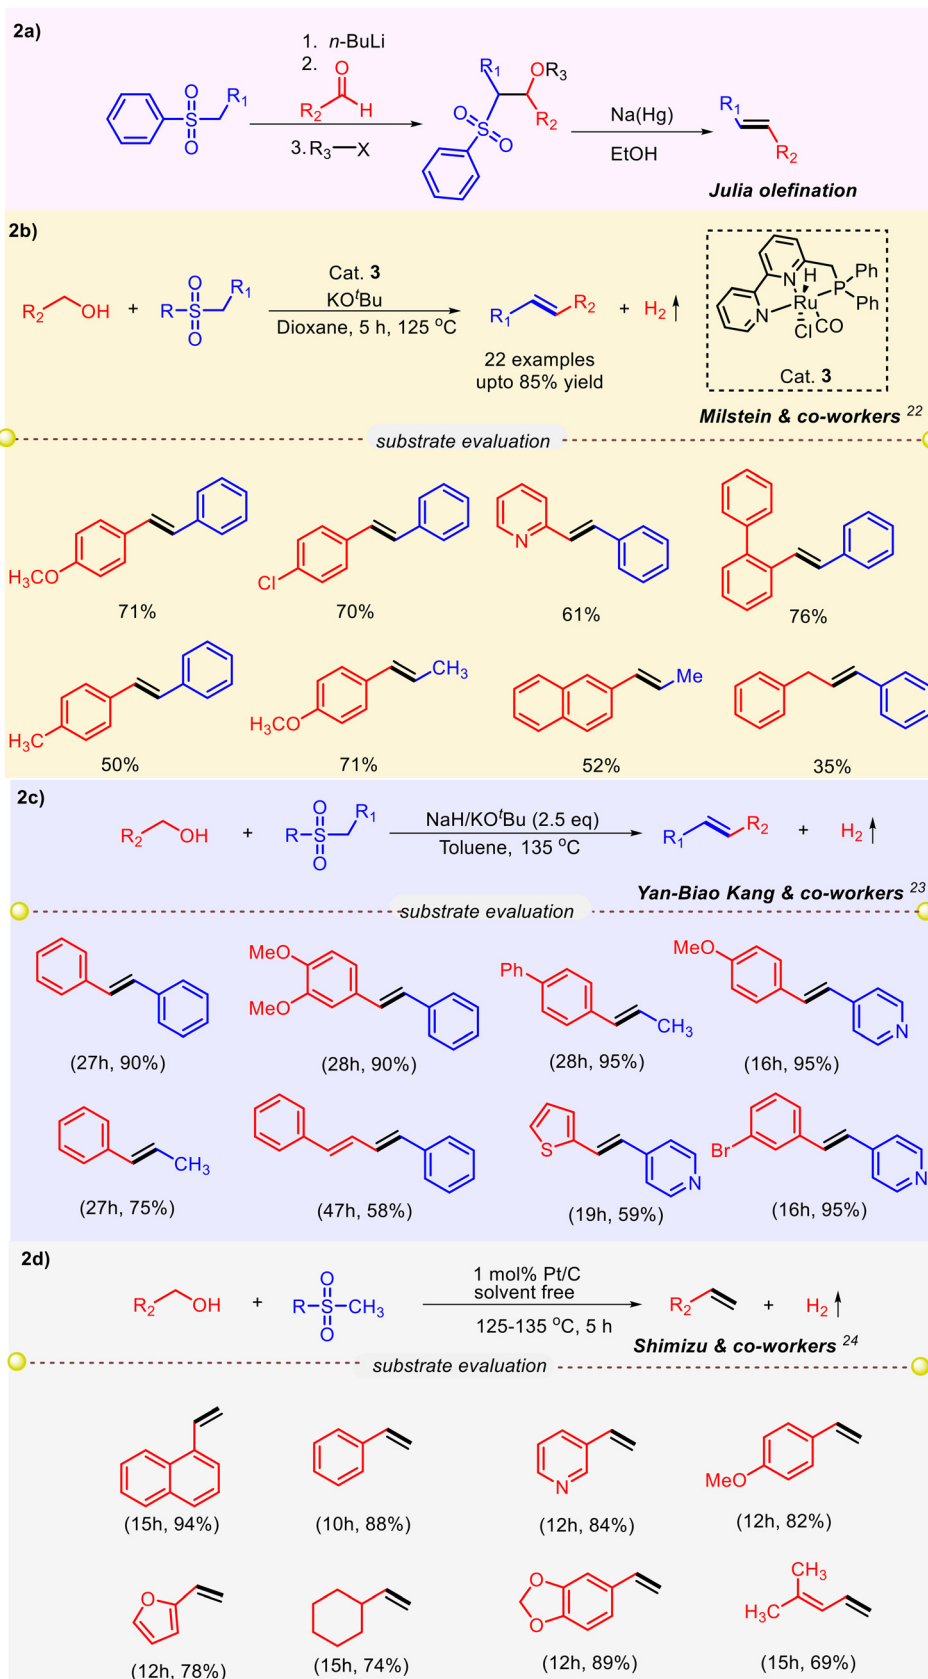 2a)
1. n-BuLi
2.
O
R2
H
3. R3—X
O
S
O
R1
R1
OR3
R2
S
O
O
Na(Hg)
EtOH
R1
R2
Julia olefination
2b)
R2
OH
+
R
S
O
O
R1
Cat. 3
KOtBu
Dioxane, 5 h, 125 oC
R1
R2
+ H2
22 examples
upto 85% yield
N
N
H
Ru
P
Ph
Ph
Cl
CO
Cat. 3
Milstein & co-workers 22
substrate evaluation
H3CO
71%
Cl
70%
N
61%
76%
H3C
50%
H3CO
CH3
71%
Me
52%
35%
2c)
R2
OH
+
R
S
O
O
R1
NaH/KOtBu (2.5 eq)
Toluene, 135 oC
R1
R2
+ H2
Yan-Biao Kang & co-workers 23
substrate evaluation
(27h, 90%)
MeO
MeO
(28h, 90%)
Ph
CH3
(28h, 95%)
MeO
N
(16h, 95%)
CH3
(27h, 75%)
(47h, 58%)
S
N
(19h, 59%)
Br
N
(16h, 95%)
2d)
R2
OH
+
O
R-S-CH3
O
1 mol% Pt/C
solvent free
125-135 oC, 5 h
R2
+ H2
Shimizu & co-workers 24
substrate evaluation
(15h, 94%)
(10h, 88%)
N
(12h, 84%)
MeO
(12h, 82%)
O
(12h, 78%)
(15h, 74%)
O
O
(12h, 89%)
CH3
H3C
(15h, 69%)